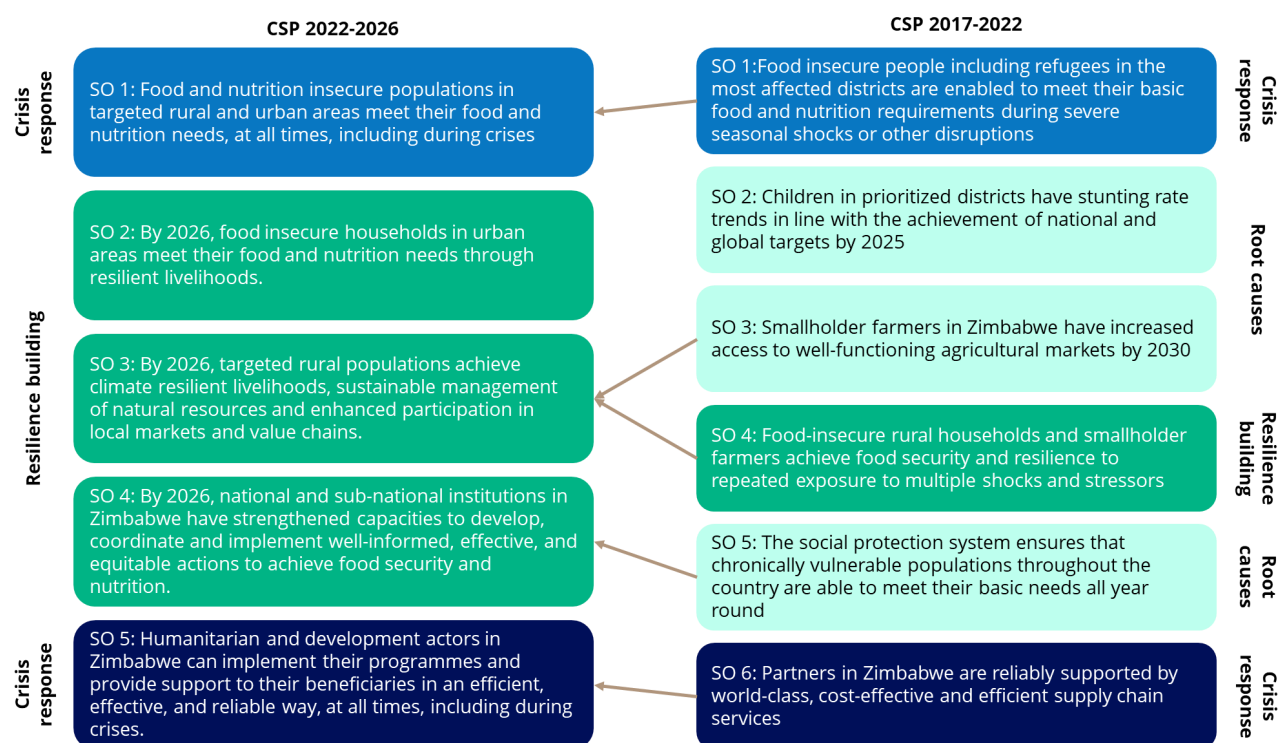 CSP 2022-2026
Crisis
response
SO 1: Food and nutrition insecure populations in
targeted rural and urban areas meet their food and
nutrition needs, at all times, including during crises
Resilience building
SO 2: By 2026, food insecure households in urban
areas meet their food and nutrition needs through
resilient livelihoods.
SO 3: By 2026, targeted rural populations achieve
climate resilient livelihoods, sustainable management
of natural resources and enhanced participation in
local markets and value chains.
SO 4: By 2026, national and sub-national institutions in
Zimbabwe have strengthened capacities to develop,
coordinate and implement well-informed, effective, and
equitable actions to achieve food security and
nutrition.
Crisis
response
SO 5: Humanitarian and development actors in
Zimbabwe can implement their programmes and
provide support to their beneficiaries in an efficient,
effective, and reliable way, at all times, including during
crises.
CSP 2017-2022
SO 1:Food insecure people including refugees in the
most affected districts are enabled to meet their basic
food and nutrition requirements during severe
seasonal shocks or other disruptions
Crisis
response
SO 2: Children in prioritized districts have stunting rate
trends in line with the achievement of national and
global targets by 2025
Root causes
SO 3: Smallholder farmers in Zimbabwe have increased
access to well-functioning agricultural markets by 2030
SO 4: Food-insecure rural households and smallholder
farmers achieve food security and resilience to
repeated exposure to multiple shocks and stressors
Resilience
building
SO 5: The social protection system ensures that
chronically vulnerable populations throughout the
country are able to meet their basic needs all year
round
Root
causes
SO 6: Partners in Zimbabwe are reliably supported by
world-class, cost-effective and efficient supply chain
services
Crisis
response